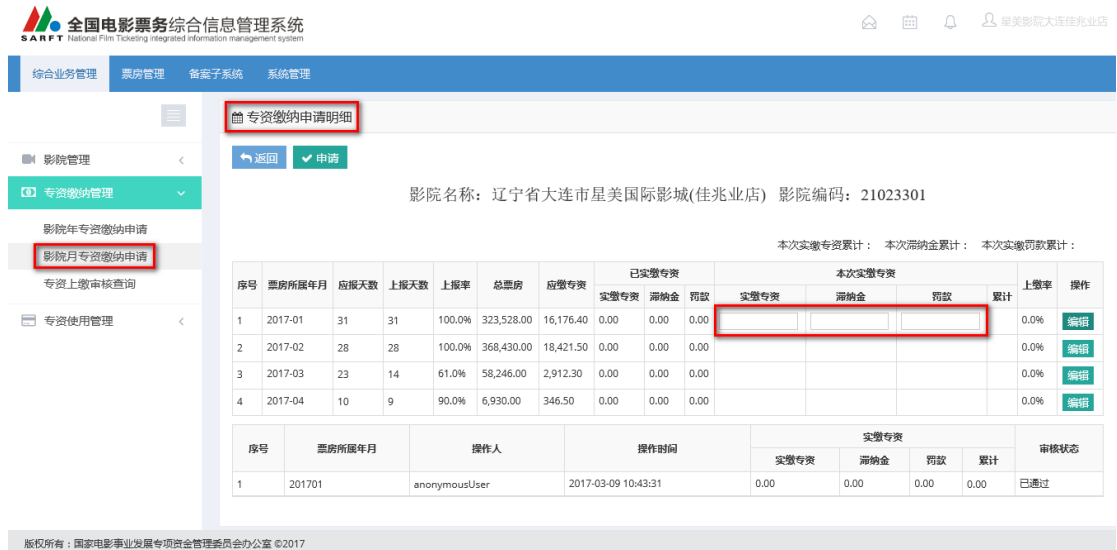 全国电影票务综合信息管理系统
SARFT National Film Ticketing integrated information management system
星美影院大连佳兆业店
综合业务管理 票房管理 备案子系统 系统管理
专资缴纳申请明细
影院管理
专资缴纳管理
影院年专资缴纳申请
影院月专资缴纳申请
专资上缴审核查询
专资使用管理
返回 申请
影院名称：辽宁省大连市星美国际影城(佳兆业店) 影院编码：21023301
本次实缴专资累计： 本次滞纳金累计： 本次实缴罚款累计：
序号 票房所属年月 应报天数 上报天数 上报率 总票房 应缴专资 已实缴专资 本次实缴专资 上缴率 操作
实缴专资 滞纳金 罚款 实缴专资 滞纳金 罚款 累计
1 2017-01 31 31 100.0% 323,528.00 16,176.40 0.00 0.00 0.00 0.0% 编辑
2 2017-02 28 28 100.0% 368,430.00 18,421.50 0.00 0.00 0.00 0.0% 编辑
3 2017-03 23 14 61.0% 58,246.00 2,912.30 0.00 0.00 0.00 0.0% 编辑
4 2017-04 10 9 90.0% 6,930.00 346.50 0.00 0.00 0.00 0.0% 编辑
序号 票房所属年月 操作人 操作时间 实缴专资 审核状态
实缴专资 滞纳金 罚款 累计
1 201701 anonymousUser 2017-03-09 10:43:31 0.00 0.00 0.00 0.00 已通过
版权所有：国家电影事业发展专项资金管理委员会办公室 ©2017